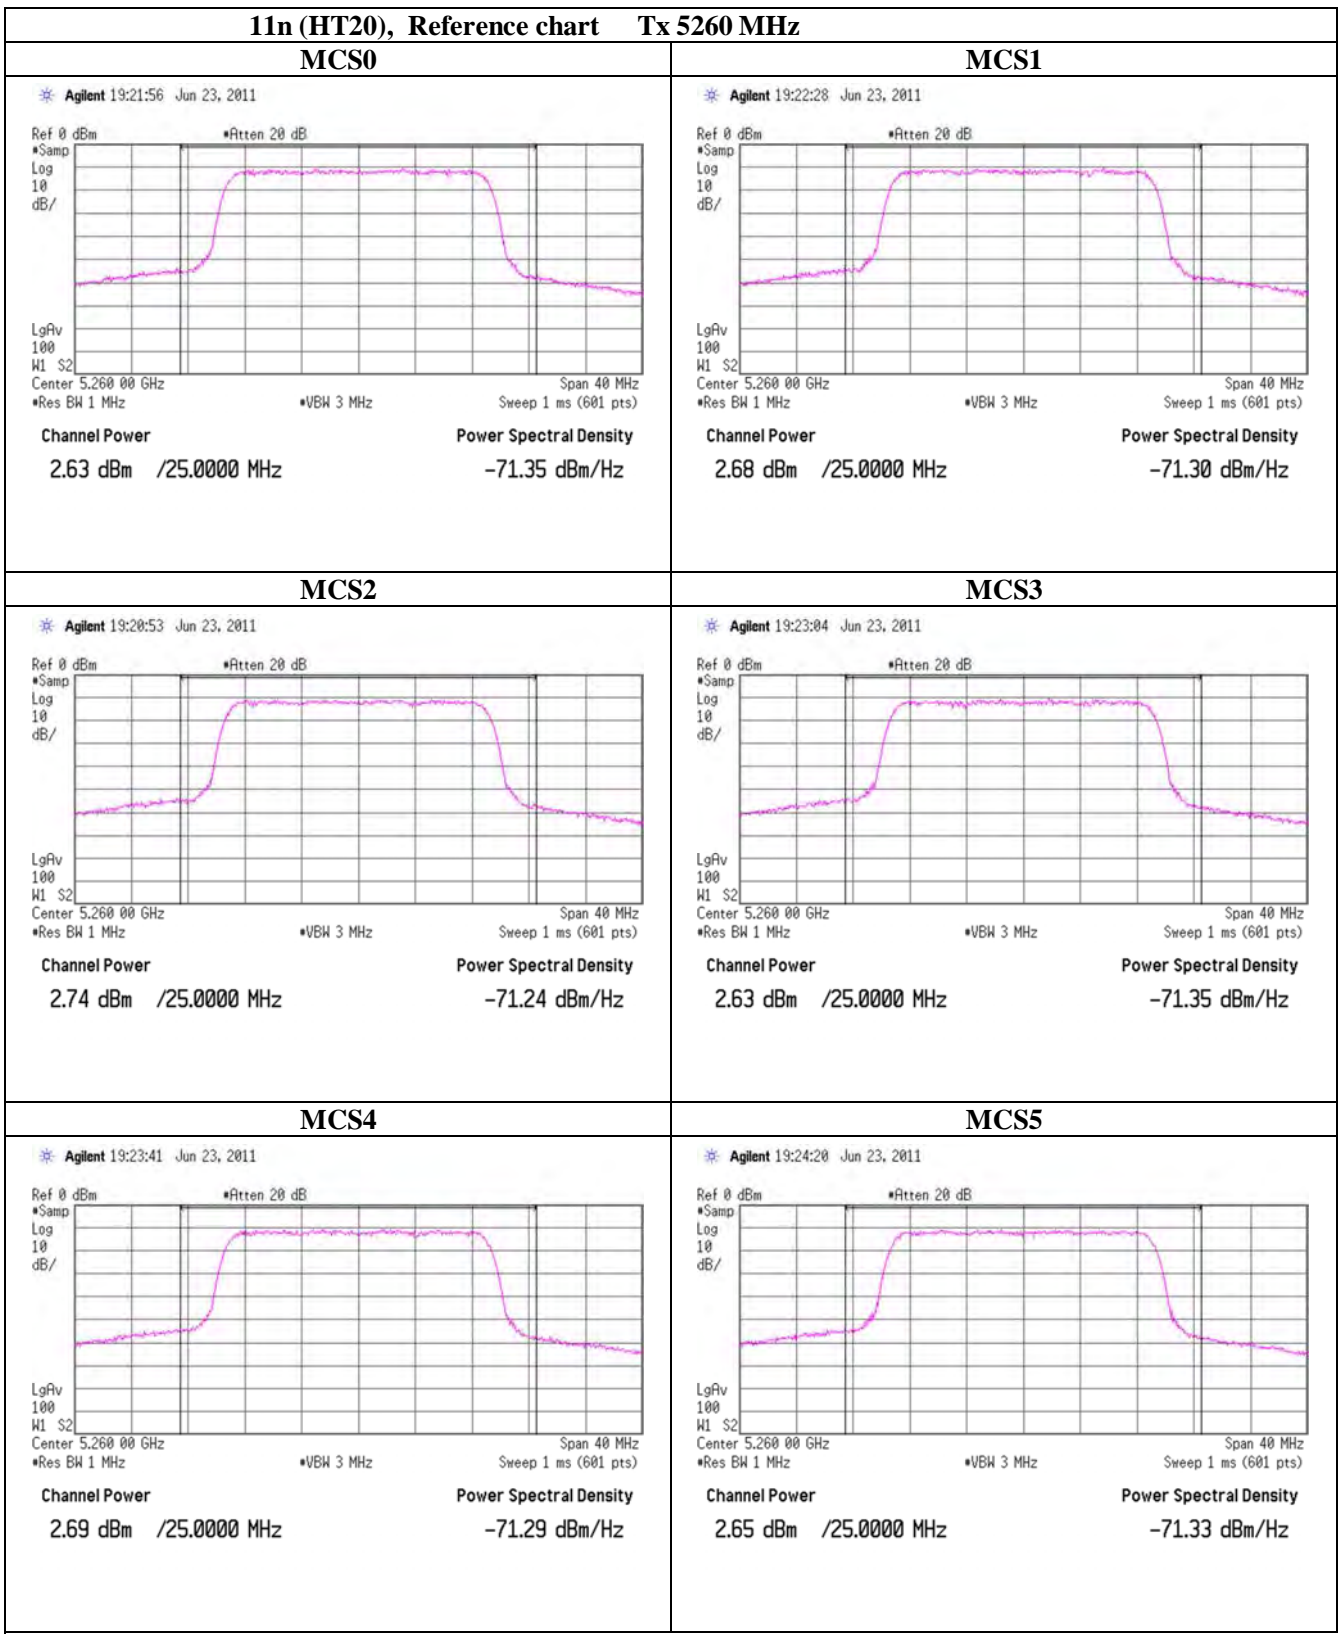 11n (HT20), Reference chart Tx 5260 MHz
MCS0
Agilent 19:21:56 Jun 23, 2011
Ref 0 dBm #Atten 20 dB
#Samp
Log
10
dB/
LgAv
100
W1 S2
Center 5.260 00 GHz Span 40 MHz
#Res BW 1 MHz #VBW 3 MHz Sweep 1 ms (601 pts)
Channel Power Power Spectral Density
2.63 dBm /25.0000 MHz -71.35 dBm/Hz
MCS1
Agilent 19:22:28 Jun 23, 2011
Ref 0 dBm #Atten 20 dB
#Samp
Log
10
dB/
LgAv
100
W1 S2
Center 5.260 00 GHz Span 40 MHz
#Res BW 1 MHz #VBW 3 MHz Sweep 1 ms (601 pts)
Channel Power Power Spectral Density
2.68 dBm /25.0000 MHz -71.30 dBm/Hz
MCS2
Agilent 19:20:53 Jun 23, 2011
Ref 0 dBm #Atten 20 dB
#Samp
Log
10
dB/
LgAv
100
W1 S2
Center 5.260 00 GHz Span 40 MHz
#Res BW 1 MHz #VBW 3 MHz Sweep 1 ms (601 pts)
Channel Power Power Spectral Density
2.74 dBm /25.0000 MHz -71.24 dBm/Hz
MCS3
Agilent 19:23:04 Jun 23, 2011
Ref 0 dBm #Atten 20 dB
#Samp
Log
10
dB/
LgAv
100
W1 S2
Center 5.260 00 GHz Span 40 MHz
#Res BW 1 MHz #VBW 3 MHz Sweep 1 ms (601 pts)
Channel Power Power Spectral Density
2.63 dBm /25.0000 MHz -71.35 dBm/Hz
MCS4
Agilent 19:23:41 Jun 23, 2011
Ref 0 dBm #Atten 20 dB
#Samp
Log
10
dB/
LgAv
100
W1 S2
Center 5.260 00 GHz Span 40 MHz
#Res BW 1 MHz #VBW 3 MHz Sweep 1 ms (601 pts)
Channel Power Power Spectral Density
2.69 dBm /25.0000 MHz -71.29 dBm/Hz
MCS5
Agilent 19:24:20 Jun 23, 2011
Ref 0 dBm #Atten 20 dB
#Samp
Log
10
dB/
LgAv
100
W1 S2
Center 5.260 00 GHz Span 40 MHz
#Res BW 1 MHz #VBW 3 MHz Sweep 1 ms (601 pts)
Channel Power Power Spectral Density
2.65 dBm /25.0000 MHz -71.33 dBm/Hz